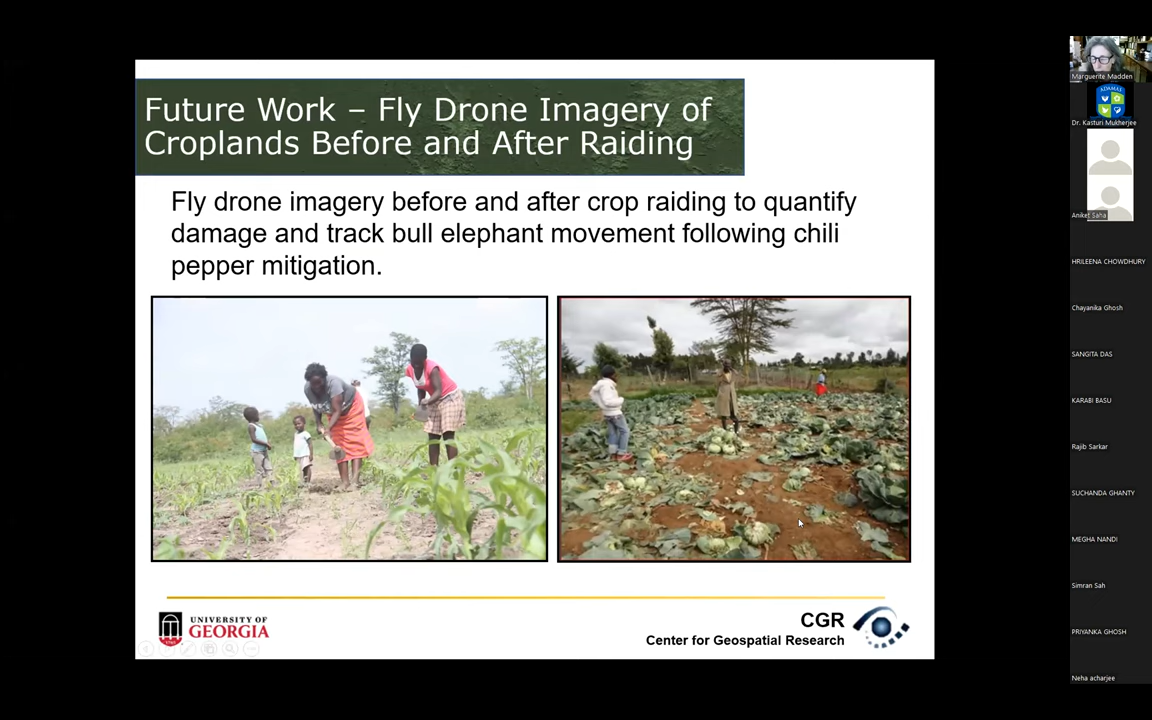 Future Work – Fly Drone Imagery of
Croplands Before and After Raiding
Fly drone imagery before and after crop raiding to quantify
damage and track bull elephant movement following chili
pepper mitigation.
UNIVERSITY OF
GEORGIA
CGR
Center for Geospatial Research
Marguerite Madden
ADAMAS
Dr. Kasturi Mukherjee
Aniket Saha
HRILEENA CHOWDHURY
Chayanika Ghosh
SANGITA DAS
KARABI BASU
Rajib Sarkar
SUCHANDA GHANTY
MEGHA NANDI
Simran Sah
PRIYANKA GHOSH
Neha acharjee